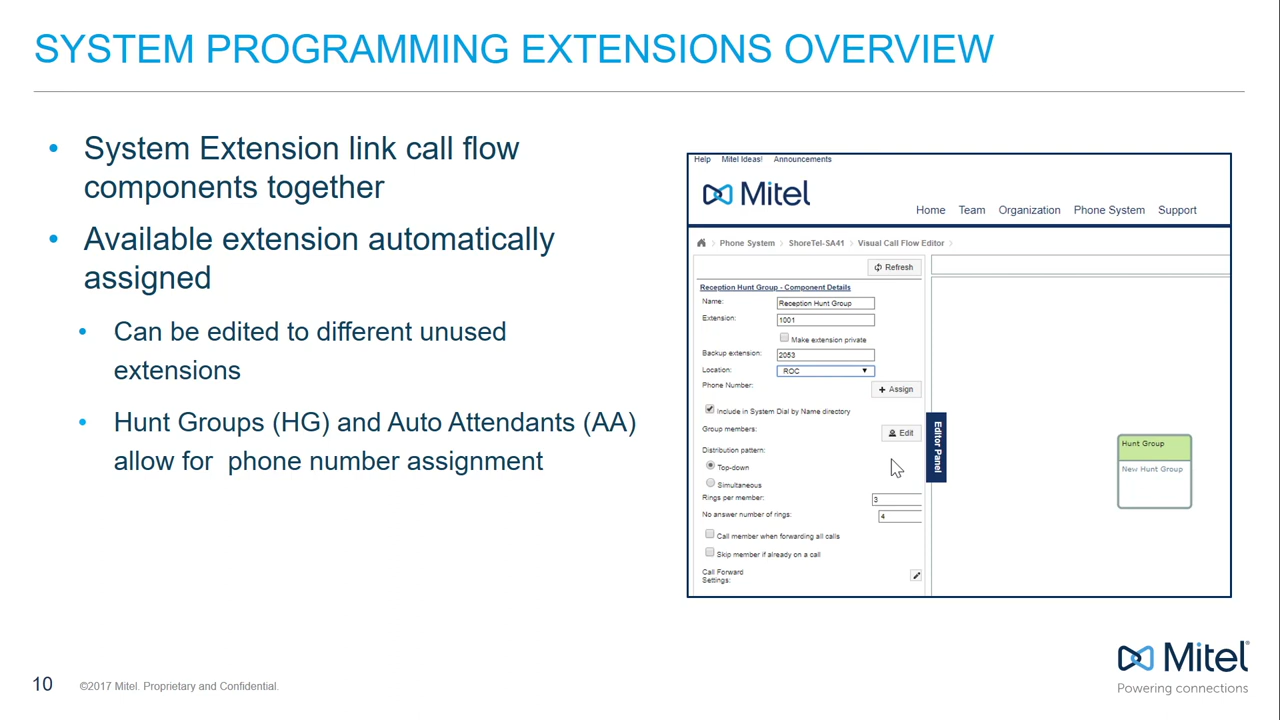 SYSTEM PROGRAMMING EXTENSIONS OVERVIEW
• System Extension link call flow
components together
• Available extension automatically
assigned
• Can be edited to different unused
extensions
• Hunt Groups (HG) and Auto Attendants (AA)
allow for phone number assignment
Help Mitel Ideas! Announcements
Mitel
Home Team Organization Phone System Support
Phone System ShoreTel-SA41 Visual Call Flow Editor
Refresh
Reception Hunt Group - Component Details
Name: Reception Hunt Group
Extension: 1001
Make extension private
Backup extension: 2053
Location: ROC
Phone Number:
+ Assign
Include in System Dial by Name directory
Group members:
Edit
Distribution pattern:
Top-down
Simultaneous
Rings per member: 3
No answer number of rings: 4
Call member when forwarding all calls
Skip member if already on a call
Call Forward
Settings:
Editor Panel
Hunt Group
New Hunt Group
Mitel®
Powering connections
10 ©2017 Mitel. Proprietary and Confidential.